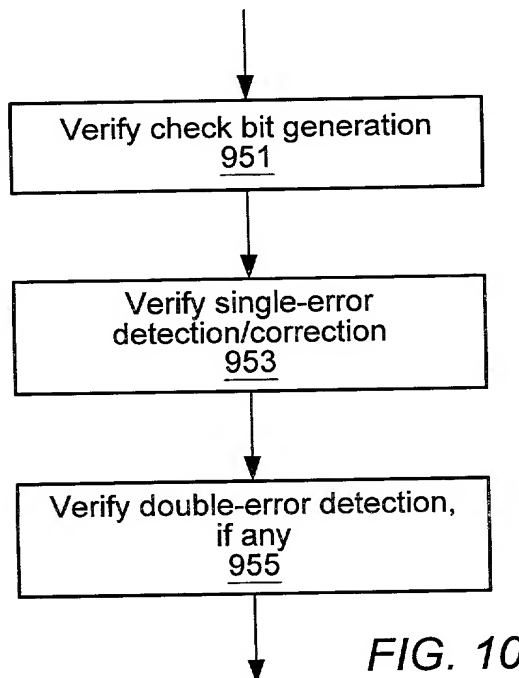 Verify check bit generation
951
Verify single-error
detection/correction
953
Verify double-error detection,
if any
955
FIG. 10